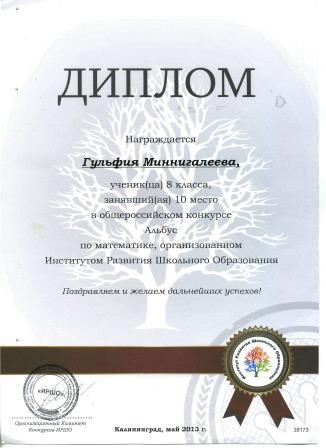 ДИПЛОМ
Награждается
Гульфия Миннигалеева,
ученик(ца) 8 класса,
занявший(ая) 10 место
в общероссийском конкурсе
Альбус
по математике, организованном
Институтом Развития Школьного Образования
Поздравляем и желаем дальнейших успехов!
Институт Развития Школьного Образования
«ИРШО»
Организационный Комитет
Конкурсов ИРШО
Калининград, май 2013 г.
38173